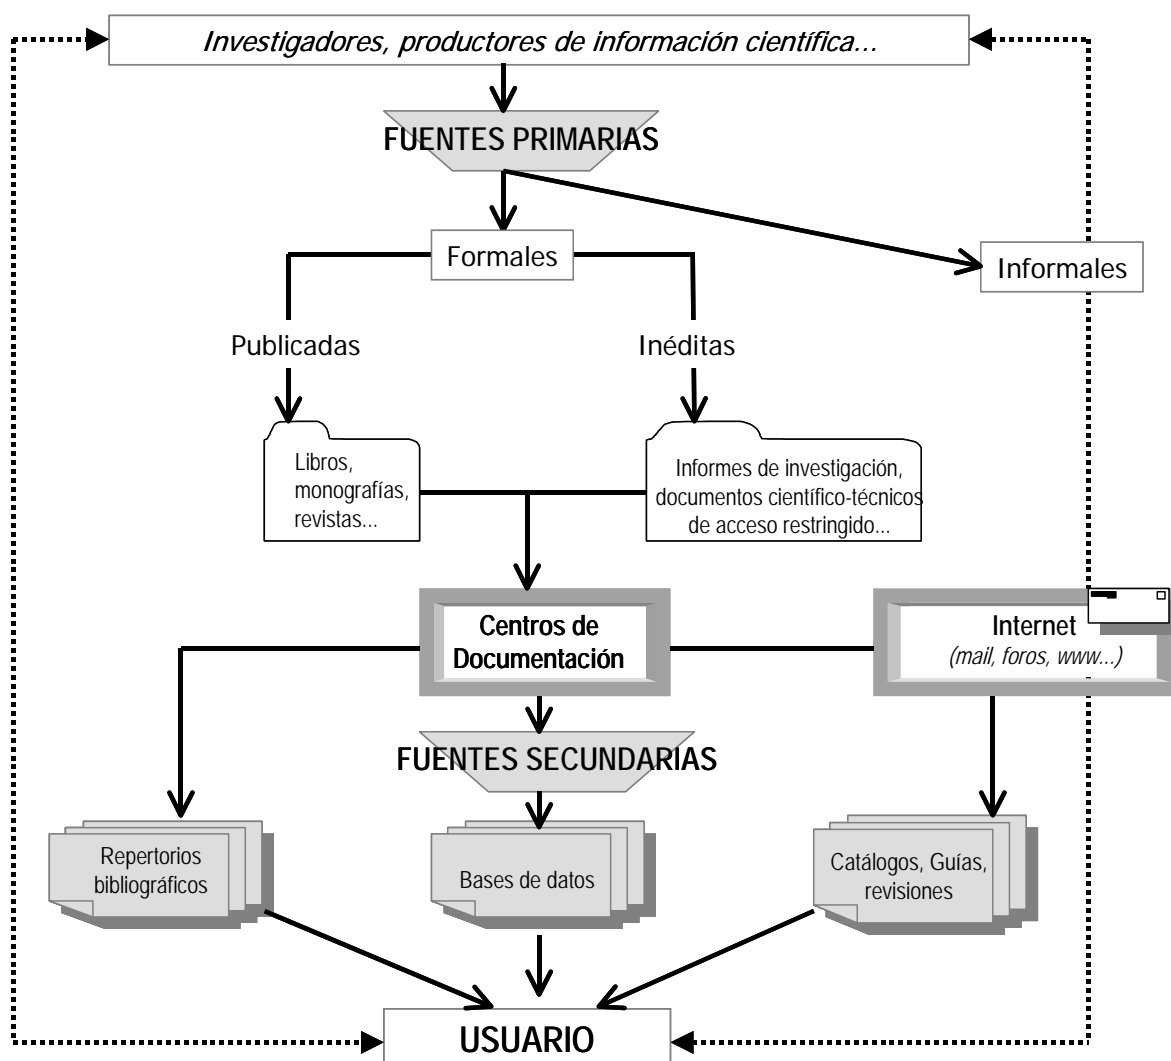 Investigadores, productores de información científica...
FUENTES PRIMARIAS
Formales
Informales
Publicadas
Inéditas
Libros,
monografías,
revistas...
Informes de investigación,
documentos científico-técnicos
de acceso restringido...
Centros de
Documentación
Internet
(mail, foros, www...)
FUENTES SECUNDARIAS
Repertorios
bibliográficos
Bases de datos
Catálogos, Guías,
revisiones
USUARIO